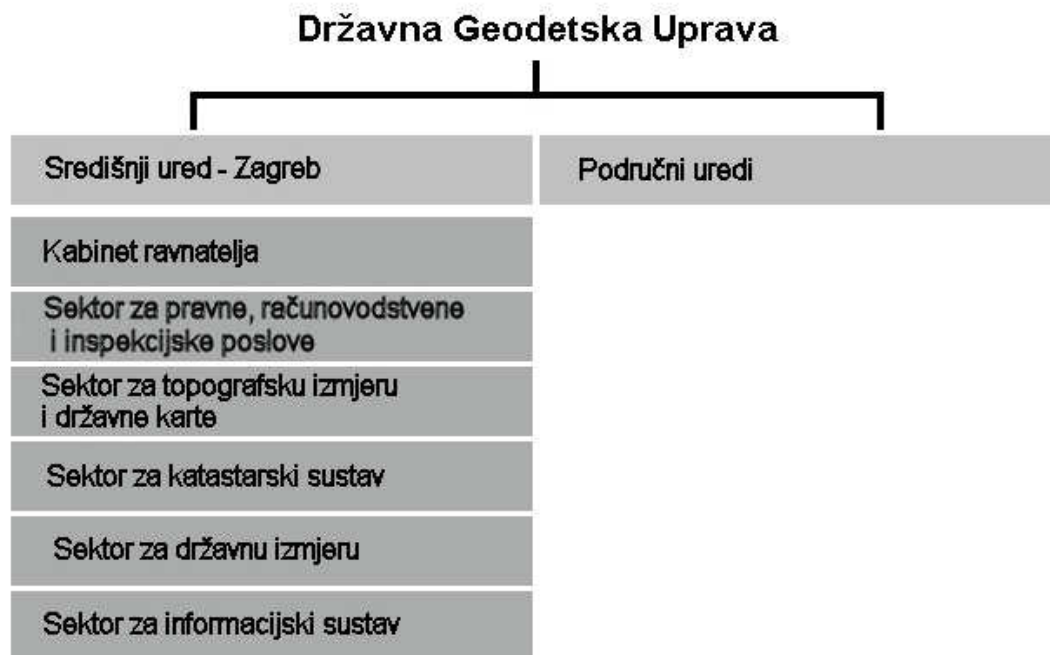 Državna Geodetska Uprava
Središnji ured - Zagreb
Područni uredi
Kabinet ravnatelja
Sektor za pravne, računovodstvene
i inspekcijske poslove
Sektor za topografsku izmjeru
i državne karte
Sektor za katastarski sustav
Sektor za državnu izmjeru
Sektor za informacijski sustav